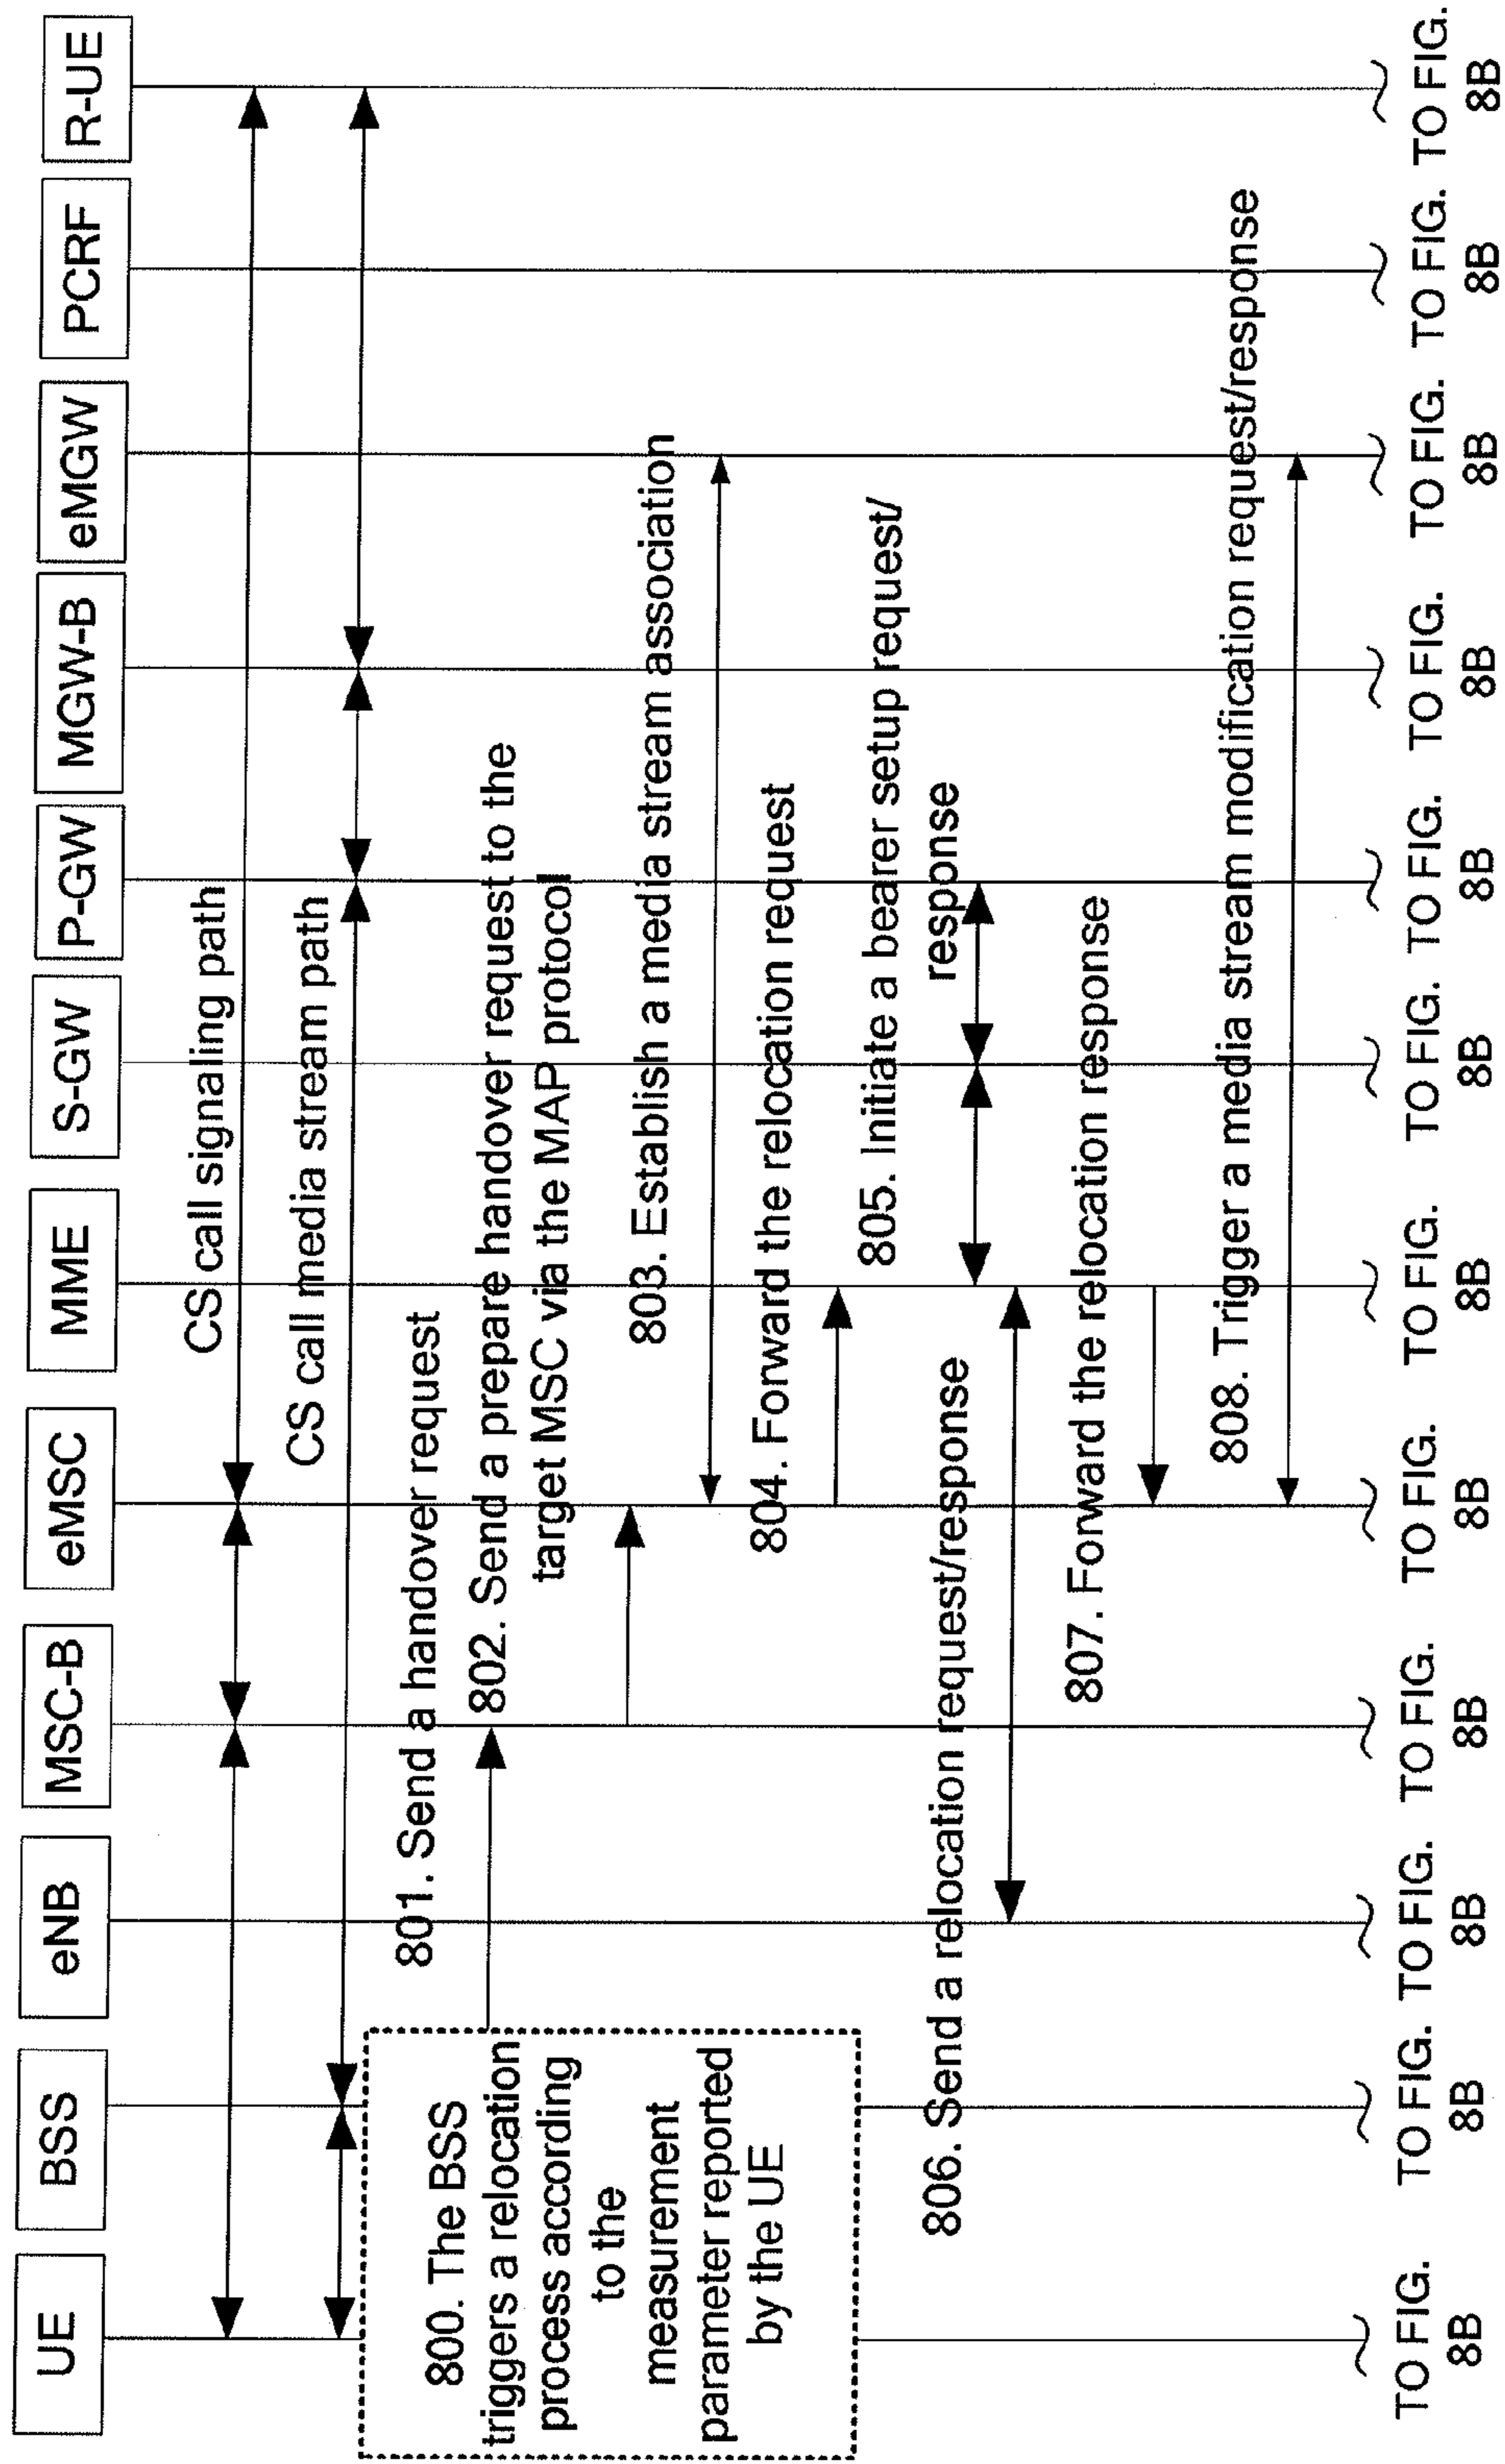 UE
BSS
eNB
MSC-B
eMSC
MME
S-GW
P-GW
MGW-B
eMGW
PCRF
R-UE
CS call signaling path
CS call media stream path
800. The BSS
triggers a relocation
process according
to the
measurement
parameter reported
by the UE
801. Send a handover request
802. Send a prepare handover request to the
target MSC via the MAP protocol
803. Establish a media stream association
804. Forward the relocation request
805. Initiate a bearer setup request/
response
806. Send a relocation request/response
807. Forward the relocation response
808. Trigger a media stream modification request/response
TO FIG.
8B
TO FIG.
8B
TO FIG.
8B
TO FIG.
8B
TO FIG.
8B
TO FIG.
8B
TO FIG.
8B
TO FIG.
8B
TO FIG.
8B
TO FIG.
8B
TO FIG.
8B
TO FIG.
8B